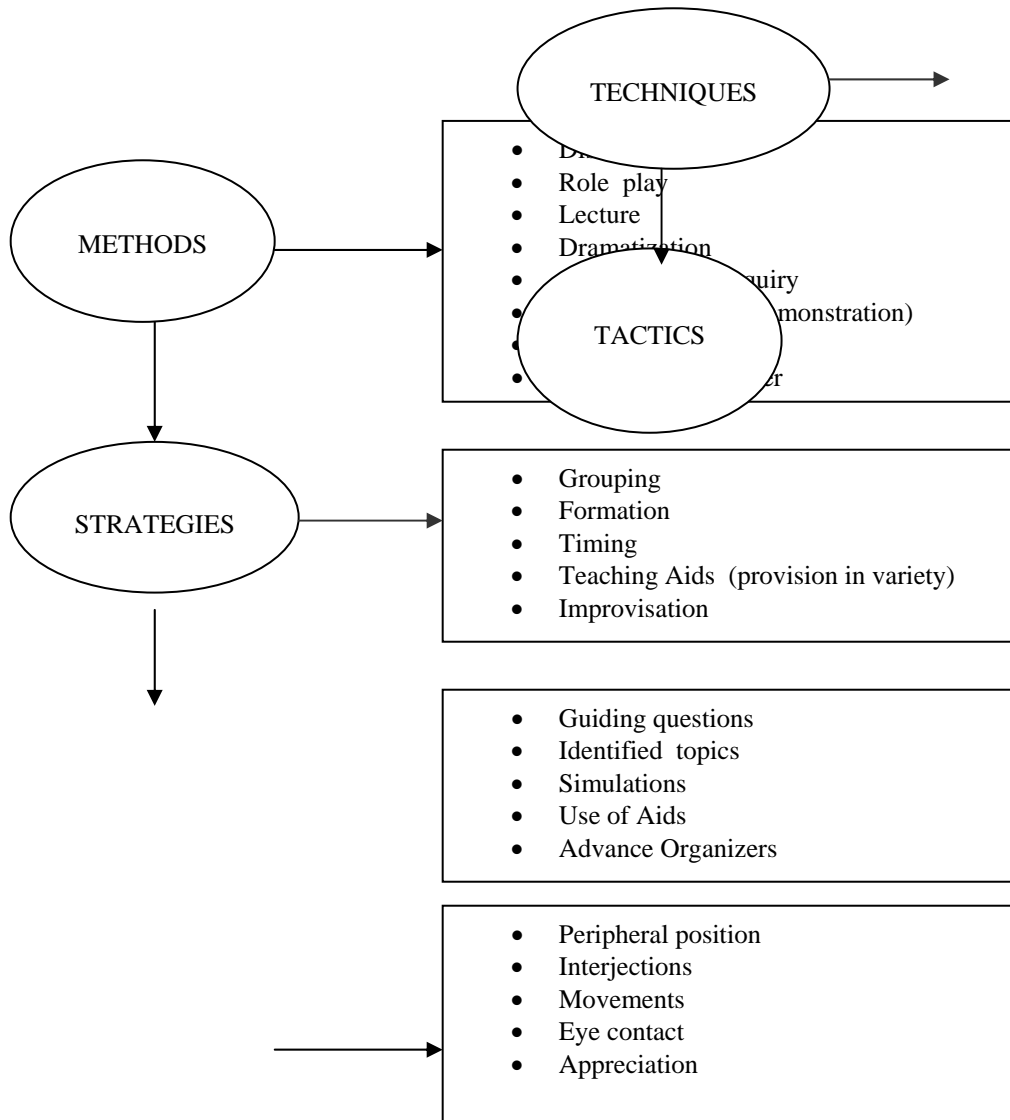 TECHNIQUES
METHODS
• Role play
• Lecture
• Dramatization
•
• monstration)
•
•
TACTICS
STRATEGIES
• Grouping
• Formation
• Timing
• Teaching Aids (provision in variety)
• Improvisation
• Guiding questions
• Identified topics
• Simulations
• Use of Aids
• Advance Organizers
• Peripheral position
• Interjections
• Movements
• Eye contact
• Appreciation